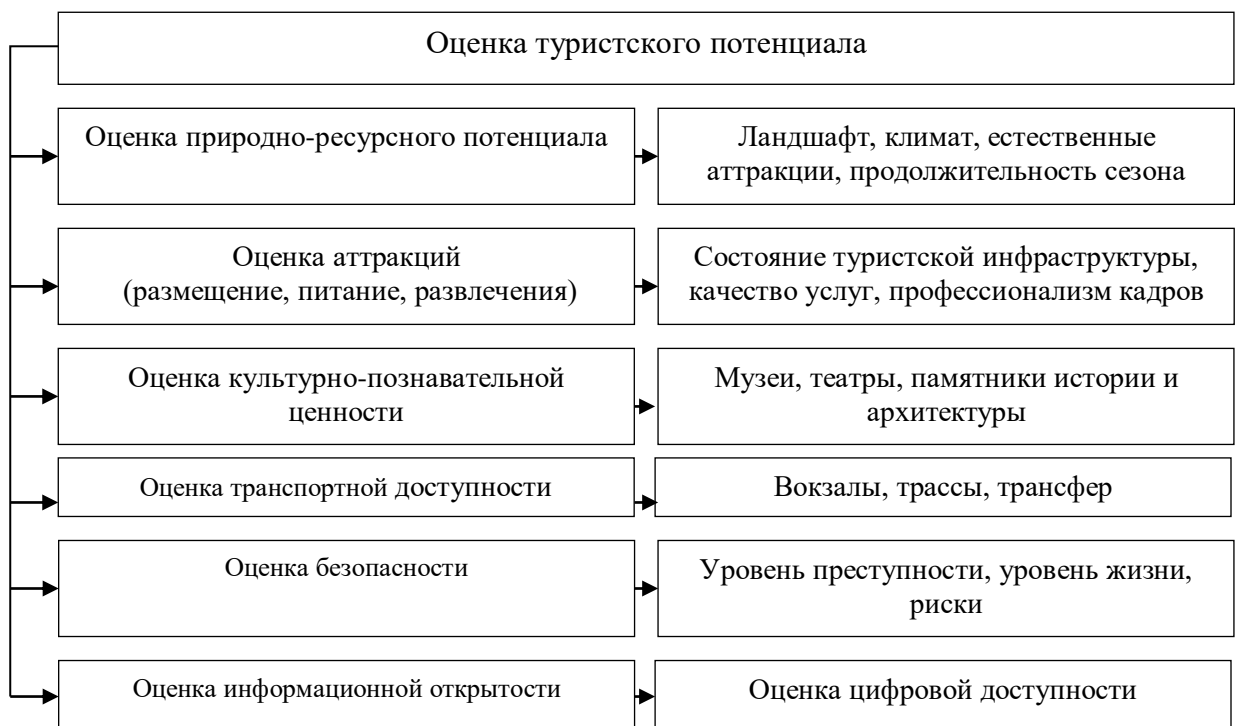 Оценка туристского потенциала
Оценка природно-ресурсного потенциала
Ландшафт, климат, естественные
аттракции, продолжительность сезона
Оценка аттракций
(размещение, питание, развлечения)
Состояние туристской инфраструктуры,
качество услуг, профессионализм кадров
Оценка культурно-познавательной
ценности
Музеи, театры, памятники истории и
архитектуры
Оценка транспортной доступности
Вокзалы, трассы, трансфер
Оценка безопасности
Уровень преступности, уровень жизни,
риски
Оценка информационной открытости
Оценка цифровой доступности